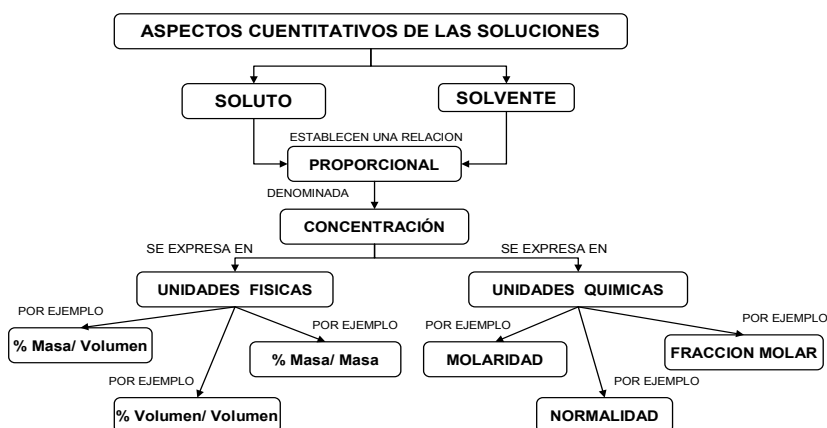 ASPECTOS CUENTITATIVOS DE LAS SOLUCIONES
SOLUTO
SOLVENTE
ESTABLECEN UNA RELACION
PROPORCIONAL
DENOMINADA
CONCENTRACIÓN
SE EXPRESA EN
SE EXPRESA EN
UNIDADES FISICAS
UNIDADES QUIMICAS
POR EJEMPLO
% Masa/ Volumen
POR EJEMPLO
% Volumen/ Volumen
POR EJEMPLO
% Masa/ Masa
POR EJEMPLO
MOLARIDAD
POR EJEMPLO
NORMALIDAD
POR EJEMPLO
FRACCION MOLAR